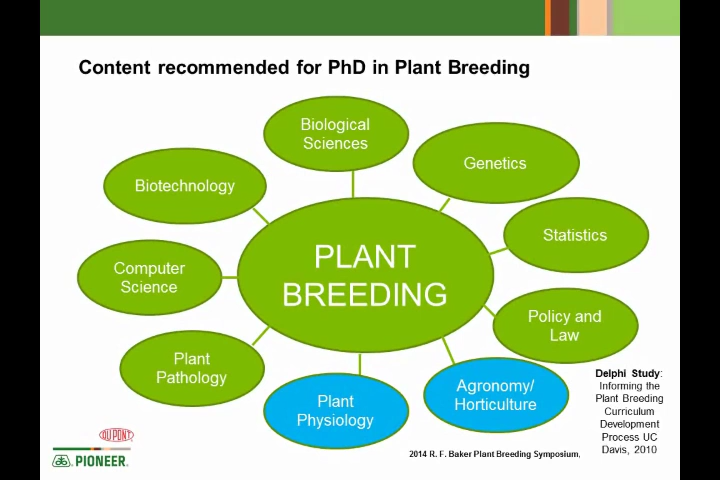 Content recommended for PhD in Plant Breeding
Biological
Sciences
Genetics
Biotechnology
Statistics
PLANT
BREEDING
Computer
Science
Policy and
Law
Plant
Pathology
Agronomy/
Horticulture
Plant
Physiology
Delphi Study:
Informing the
Plant Breeding
Curriculum
Development
Process UC
Davis, 2010
DUPONT
PIONEER.
2014 R. F. Baker Plant Breeding Symposium.